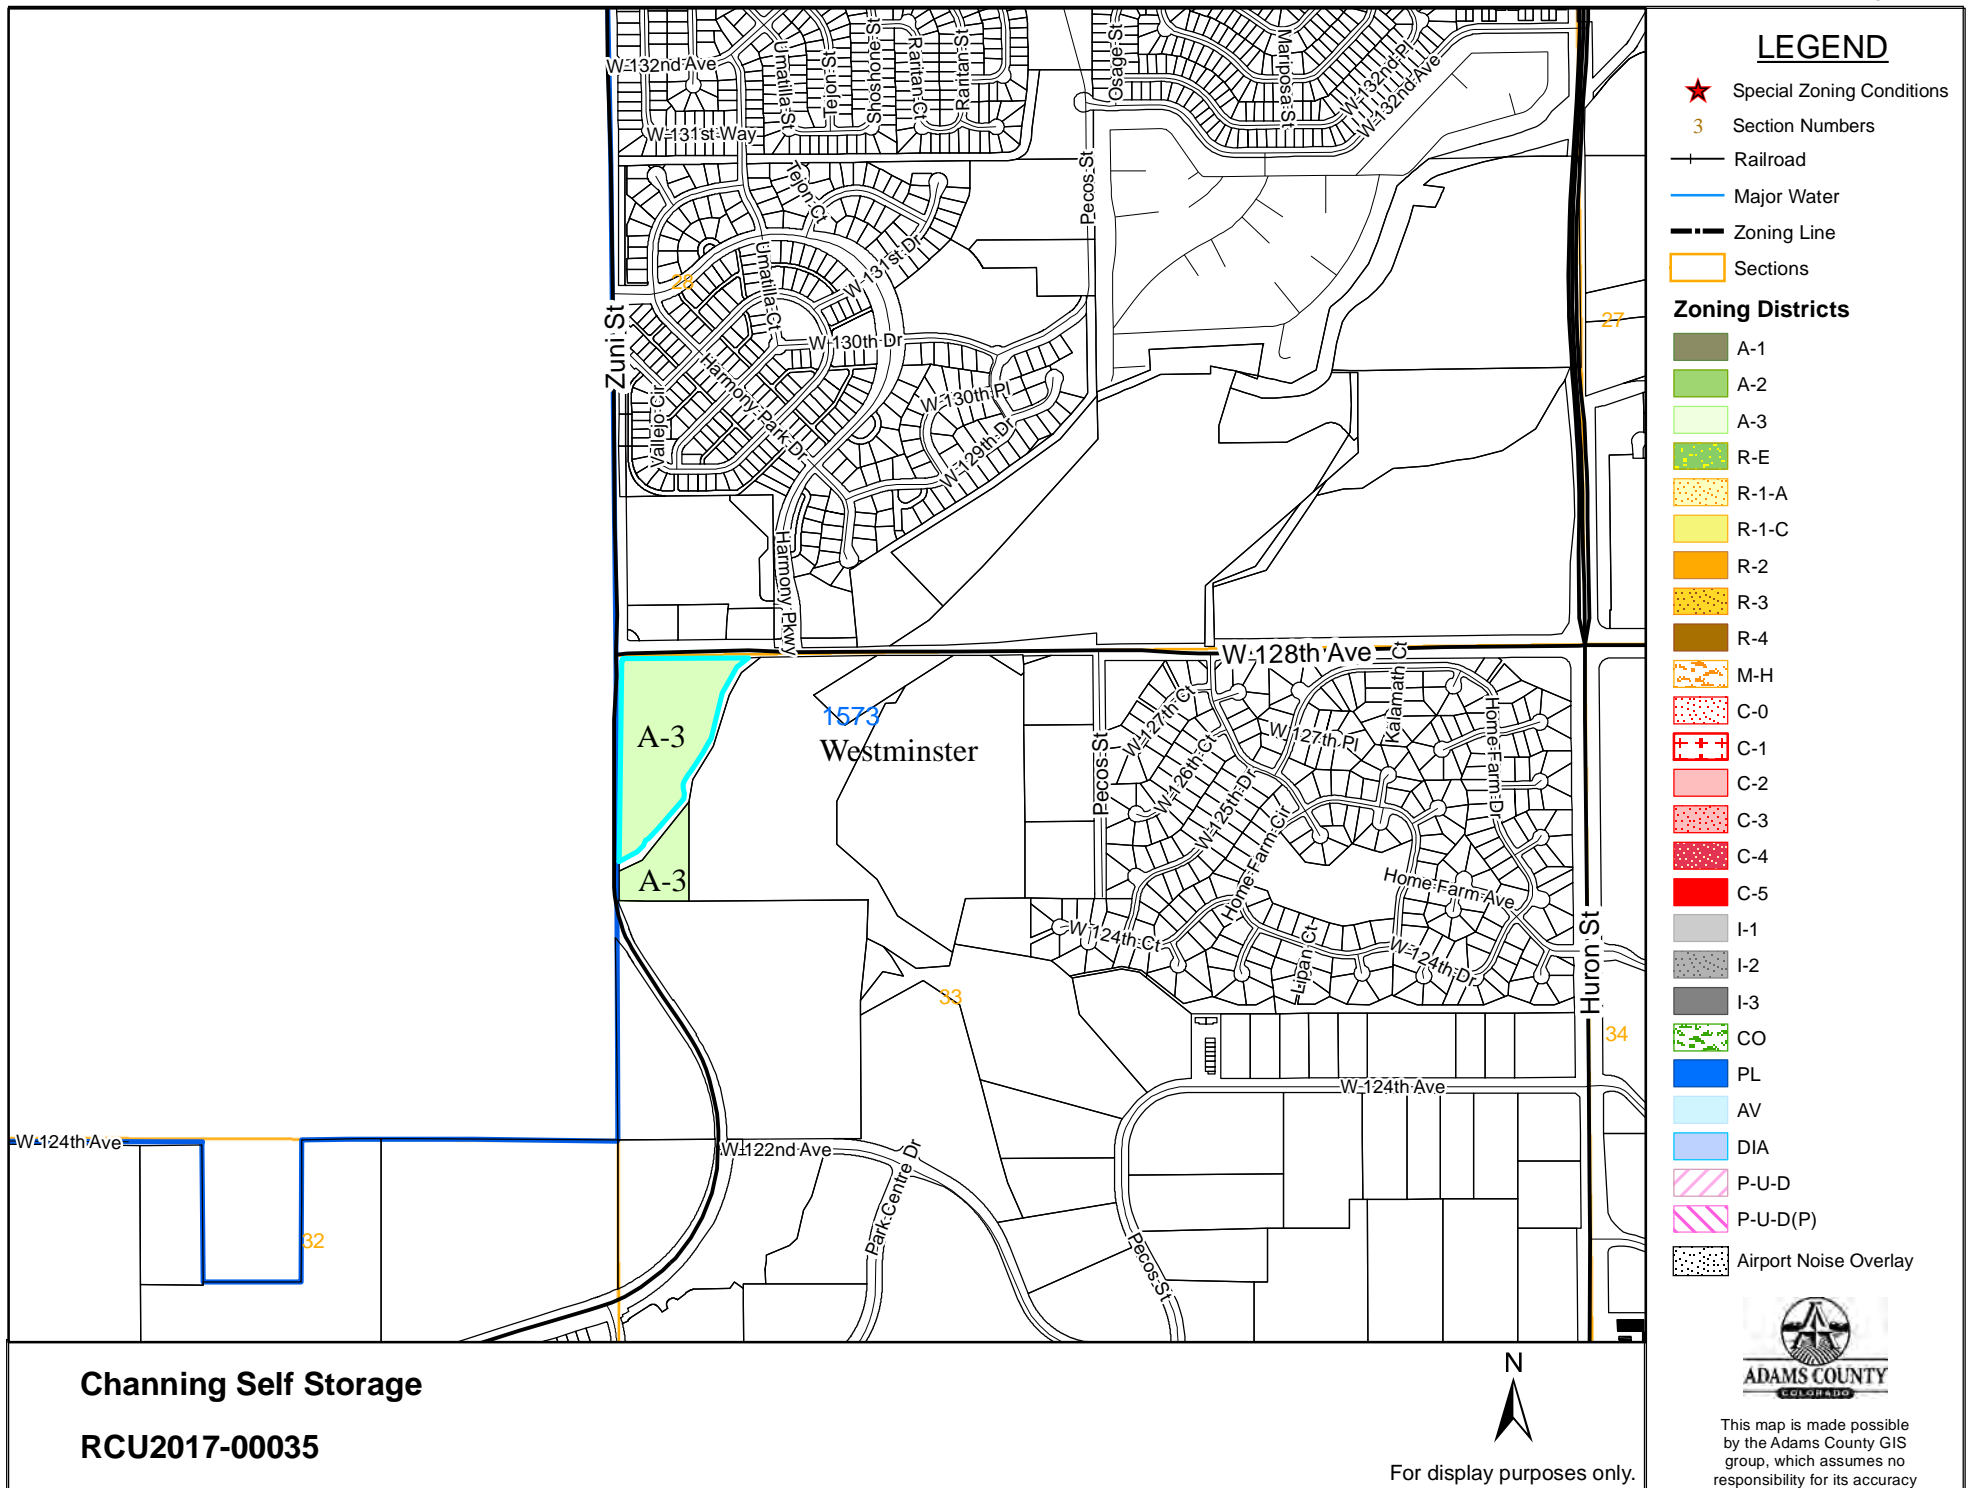 W 132nd Ave
W 131st Way
Umatilla St
Tejon St
Shoshone St
Raritan Ct
Raritan St
Osage St
Mariposa St
W 132nd Pl
W 132nd Ave
Pecos St
Tejon Ct
Umatilla Ct
W 131st Dr
28
27
Zuni St
W 130th Dr
Harmony Park Dr
Vallejo Cir
W 130th Pl
W 129th Dr
Harmony Pkwy
W 128th Ave
A-3
A-3
1573
Westminster
Pecos St
W 127th Ct
W 126th Ct
W 125th Dr
W 127th Pl
Kalamath Ct
Home Farm Dr
Home Farm Cir
Home Farm Ave
W 124th Ct
Lipan Ct
W 124th Dr
Huron St
33
34
W 124th Ave
W 124th Ave
W 122nd Ave
Park Centre Dr
Pecos St
32
LEGEND
Special Zoning Conditions
3 Section Numbers
Railroad
Major Water
Zoning Line
Sections
Zoning Districts
A-1
A-2
A-3
R-E
R-1-A
R-1-C
R-2
R-3
R-4
M-H
C-0
C-1
C-2
C-3
C-4
C-5
I-1
I-2
I-3
CO
PL
AV
DIA
P-U-D
P-U-D(P)
Airport Noise Overlay
ADAMS COUNTY
COLORADO
This map is made possible
by the Adams County GIS
group, which assumes no
responsibility for its accuracy
Channing Self Storage
RCU2017-00035
N
For display purposes only.